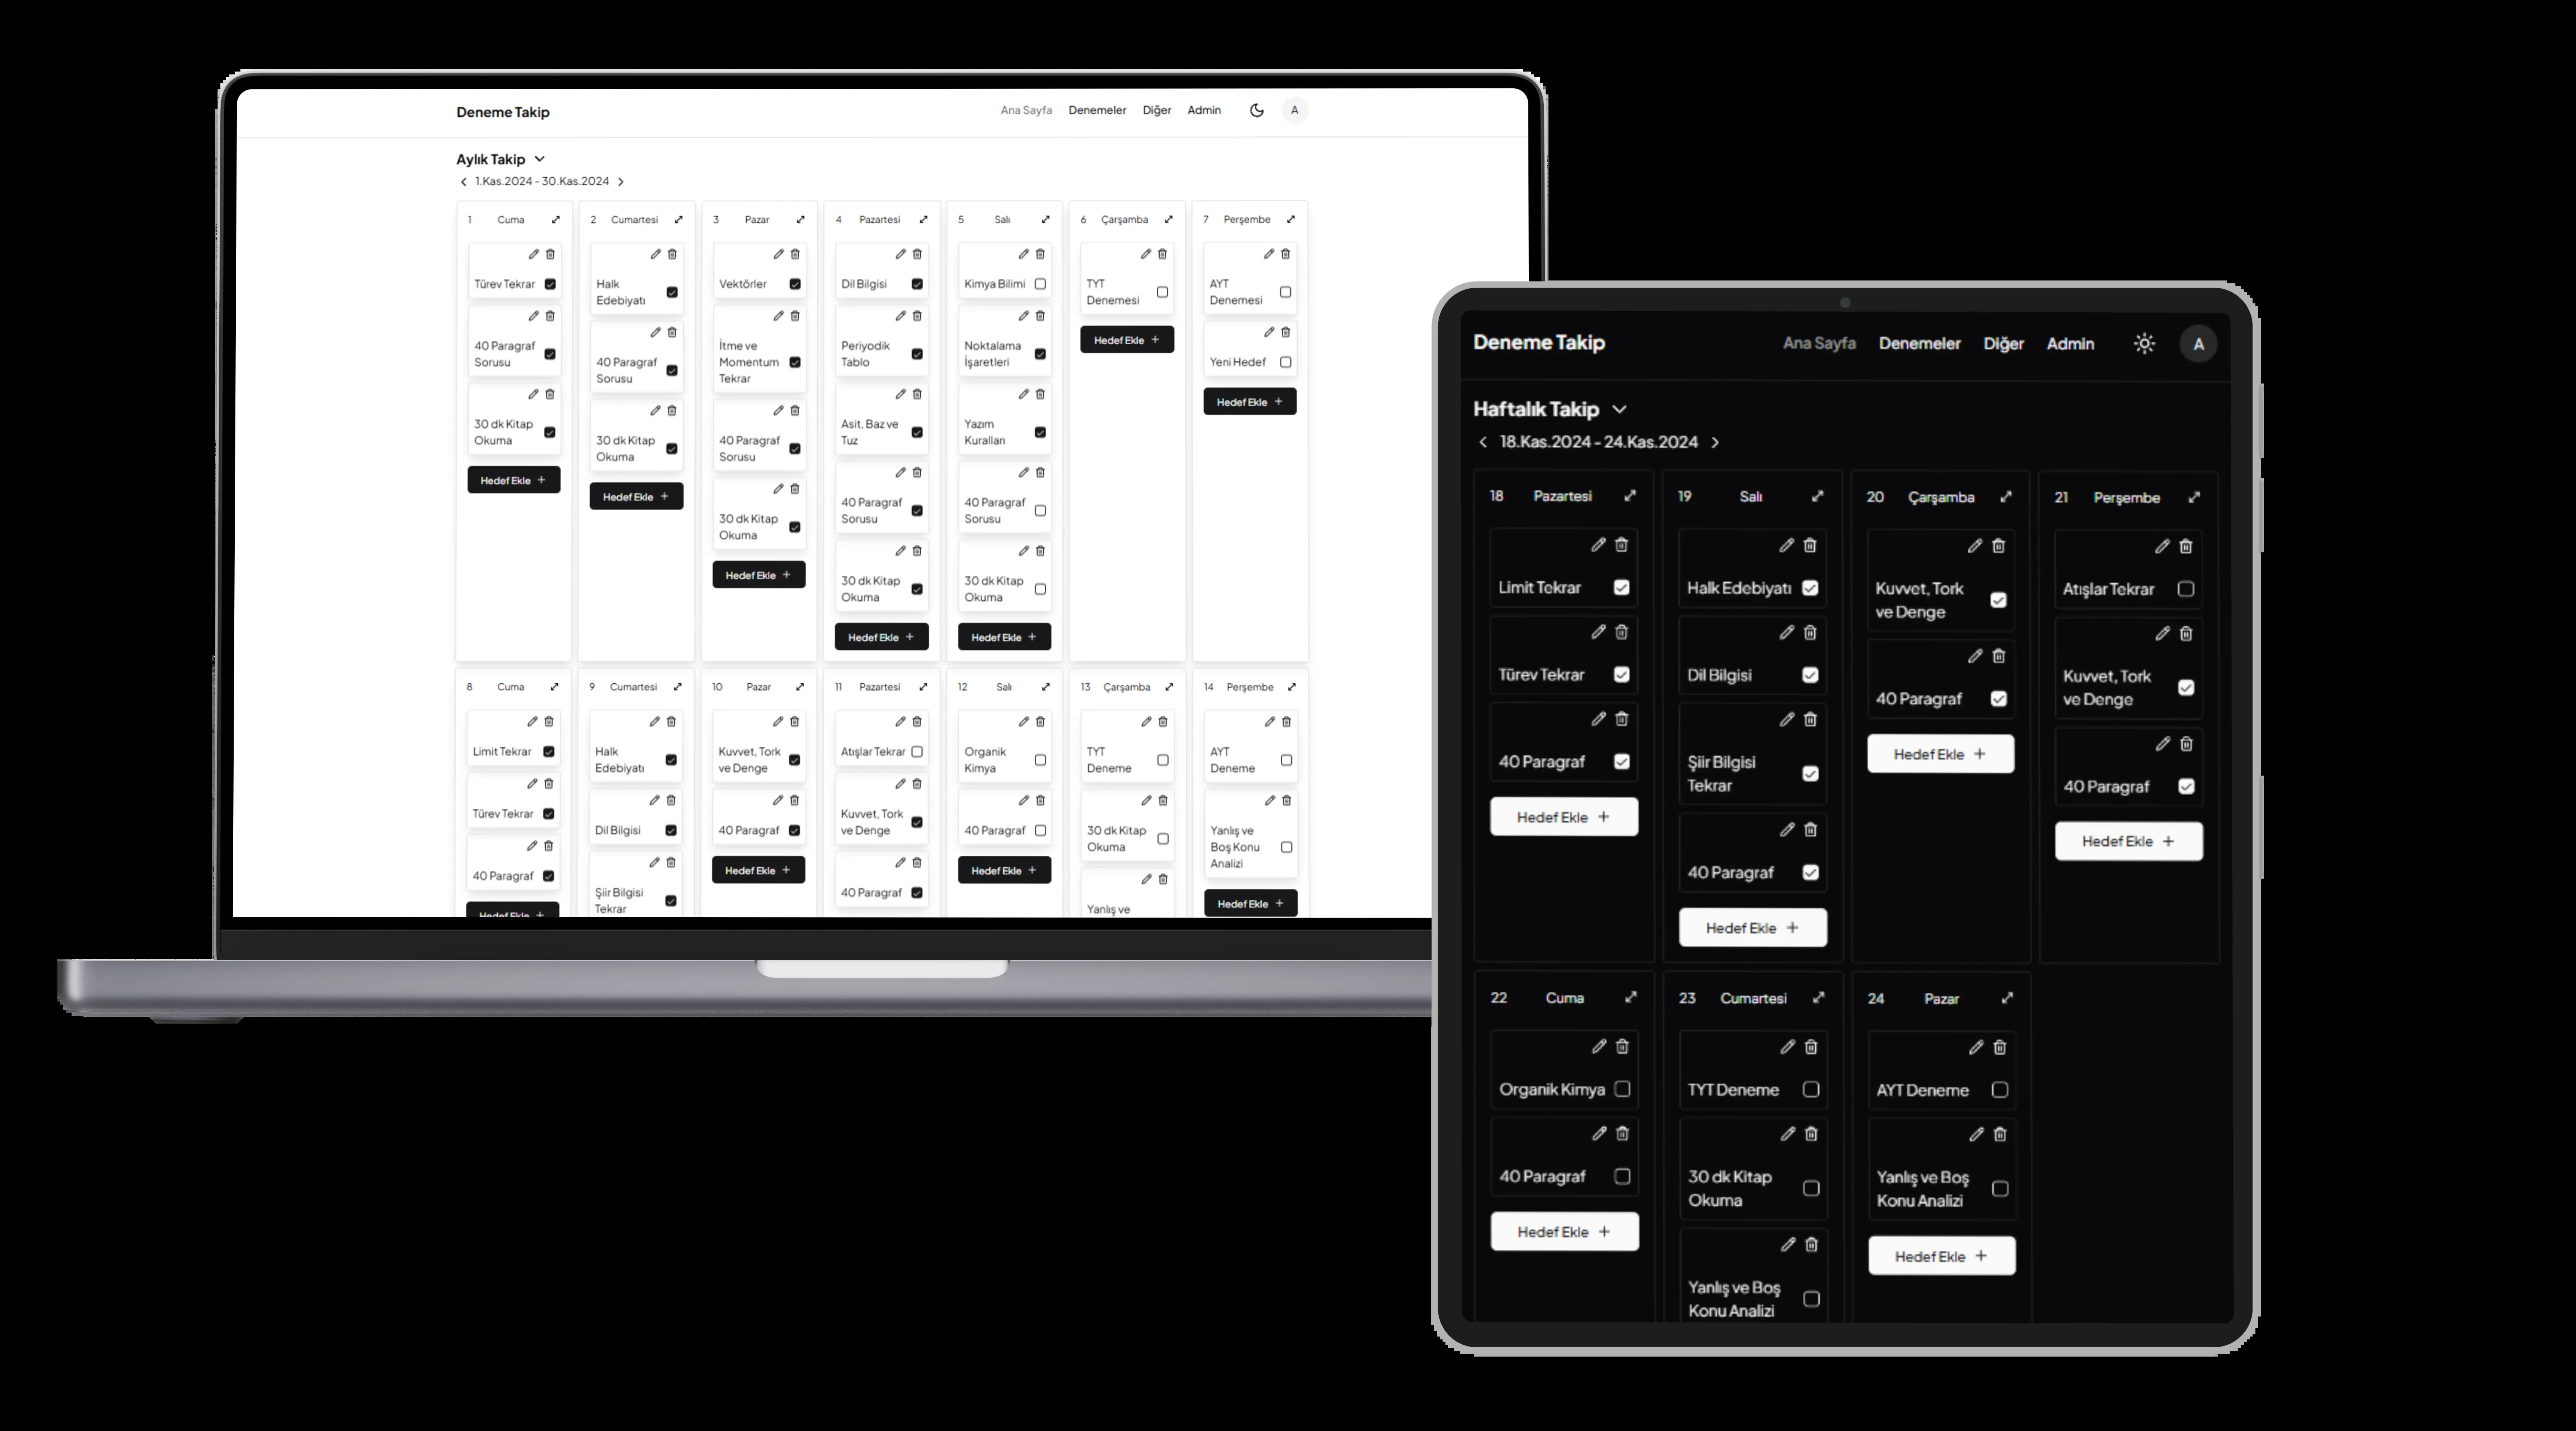 Deneme Takip
Ana Sayfa Denemeler Diğer Admin A
Aylık Takip
1.Kas.2024 - 30.Kas.2024
1 Cuma
Türev Tekrar
40 Paragraf
Sorusu
30 dk Kitap
Okuma
Hedef Ekle +
2 Cumartesi
Halk
Edebiyatı
40 Paragraf
Sorusu
30 dk Kitap
Okuma
Hedef Ekle +
3 Pazar
Vektörler
İtme ve
Momentum
Tekrar
40 Paragraf
Sorusu
30 dk Kitap
Okuma
Hedef Ekle +
4 Pazartesi
Dil Bilgisi
Periyodik
Tablo
Asit, Baz ve
Tuz
40 Paragraf
Sorusu
30 dk Kitap
Okuma
Hedef Ekle +
5 Salı
Kimya Bilimi
Noktalama
İşaretleri
Yazım
Kuralları
40 Paragraf
Sorusu
30 dk Kitap
Okuma
Hedef Ekle +
6 Çarşamba
TYT
Denemesi
Hedef Ekle +
7 Perşembe
AYT
Denemesi
Yeni Hedef
Hedef Ekle +
8 Cuma
Limit Tekrar
Türev Tekrar
40 Paragraf
Hedef Ekle +
9 Cumartesi
Halk
Edebiyatı
Dil Bilgisi
Şiir Bilgisi
Tekrar
10 Pazar
Kuvvet, Tork
ve Denge
40 Paragraf
Hedef Ekle +
11 Pazartesi
Atışlar Tekrar
Kuvvet, Tork
ve Denge
40 Paragraf
12 Salı
Organik
Kimya
40 Paragraf
Hedef Ekle +
13 Çarşamba
TYT
Deneme
30 dk Kitap
Okuma
Yanlış ve
14 Perşembe
AYT
Deneme
Yanlış ve
Boş Konu
Analizi
Hedef Ekle +
Deneme Takip
Ana Sayfa Denemeler Diğer Admin A
Haftalık Takip
18.Kas.2024 - 24.Kas.2024
18 Pazartesi
Limit Tekrar
Türev Tekrar
40 Paragraf
Hedef Ekle +
19 Salı
Halk Edebiyatı
Dil Bilgisi
Şiir Bilgisi
Tekrar
40 Paragraf
Hedef Ekle +
20 Çarşamba
Kuvvet, Tork
ve Denge
40 Paragraf
Hedef Ekle +
21 Perşembe
Atışlar Tekrar
Kuvvet, Tork
ve Denge
40 Paragraf
Hedef Ekle +
22 Cuma
Organik Kimya
40 Paragraf
Hedef Ekle +
23 Cumartesi
TYT Deneme
30 dk Kitap
Okuma
Yanlış ve Boş
Konu Analizi
24 Pazar
AYT Deneme
Yanlış ve Boş
Konu Analizi
Hedef Ekle +